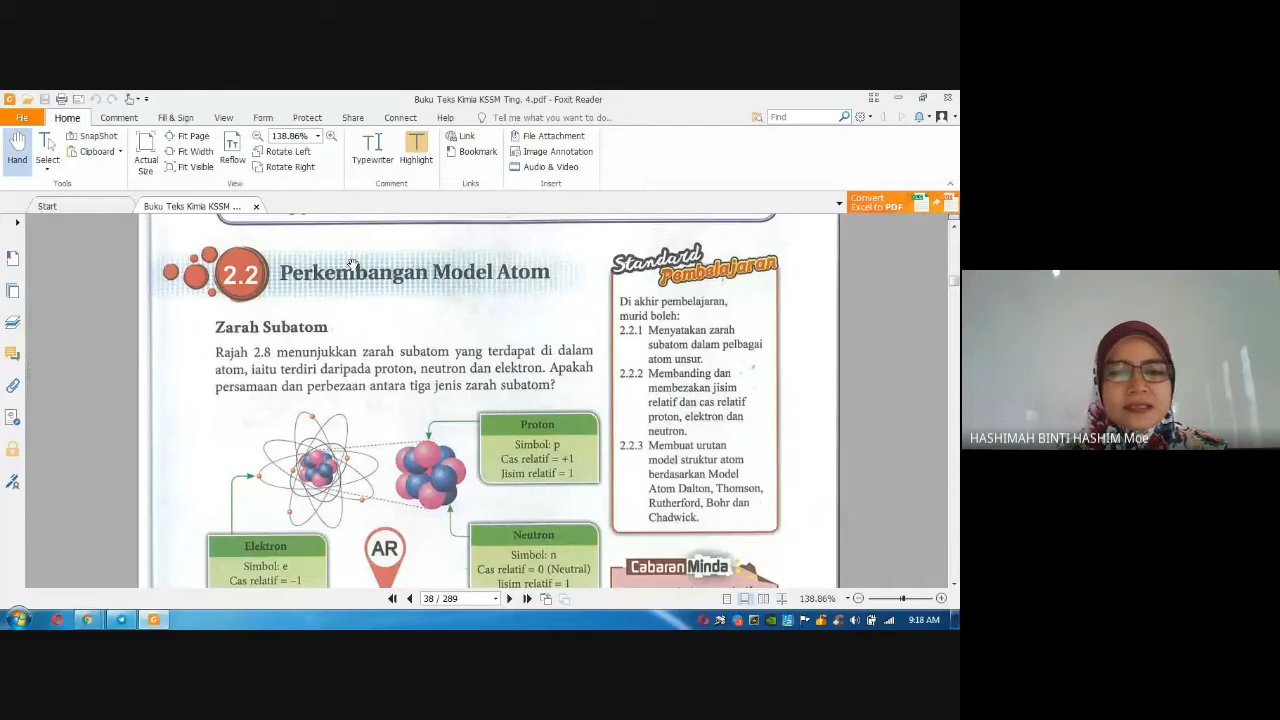 Buku Teks Kimia KSSM Ting. 4.pdf - Foxit Reader
File Home Comment Fill & Sign View Form Protect Share Connect Help Tell me what you want to do.. Find
Hand
Select
SnapShot
Clipboard
Tools
Actual Size
Fit Page
Fit Width
Fit Visible
Reflow
138.86%
Rotate Left
Rotate Right
View
Typewriter
Highlight
Comment
Link
Bookmark
Links
File Attachment
Image Annotation
Audio & Video
Insert
Start
Buku Teks Kimia KSSM ...
Convert
Excel to PDF
2.2 Perkembangan Model Atom
Zarah Subatom
Rajah 2.8 menunjukkan zarah subatom yang terdapat di dalam
atom, iaitu terdiri daripada proton, neutron dan elektron. Apakah
persamaan dan perbezaan antara tiga jenis zarah subatom?
Proton
Simbol: p
Cas relatif = +1
Jisim relatif = 1
Elektron
Simbol: e
Cas relatif = −1
AR
Neutron
Simbol: n
Cas relatif = 0 (Neutral)
Jisim relatif = 1
Standard
Pembelajaran
Di akhir pembelajaran,
murid boleh:
2.2.1 Menyatakan zarah
subatom dalam pelbagai
atom unsur.
2.2.2 Membanding dan
membezakan jisim
relatif dan cas relatif
proton, elektron dan
neutron.
2.2.3 Membuat urutan
model struktur atom
berdasarkan Model
Atom Dalton, Thomson,
Rutherford, Bohr dan
Chadwick.
Cabaran Minda
38 / 289
138.86%
9:18 AM
HASHIMAH BINTI HASHIM Moe